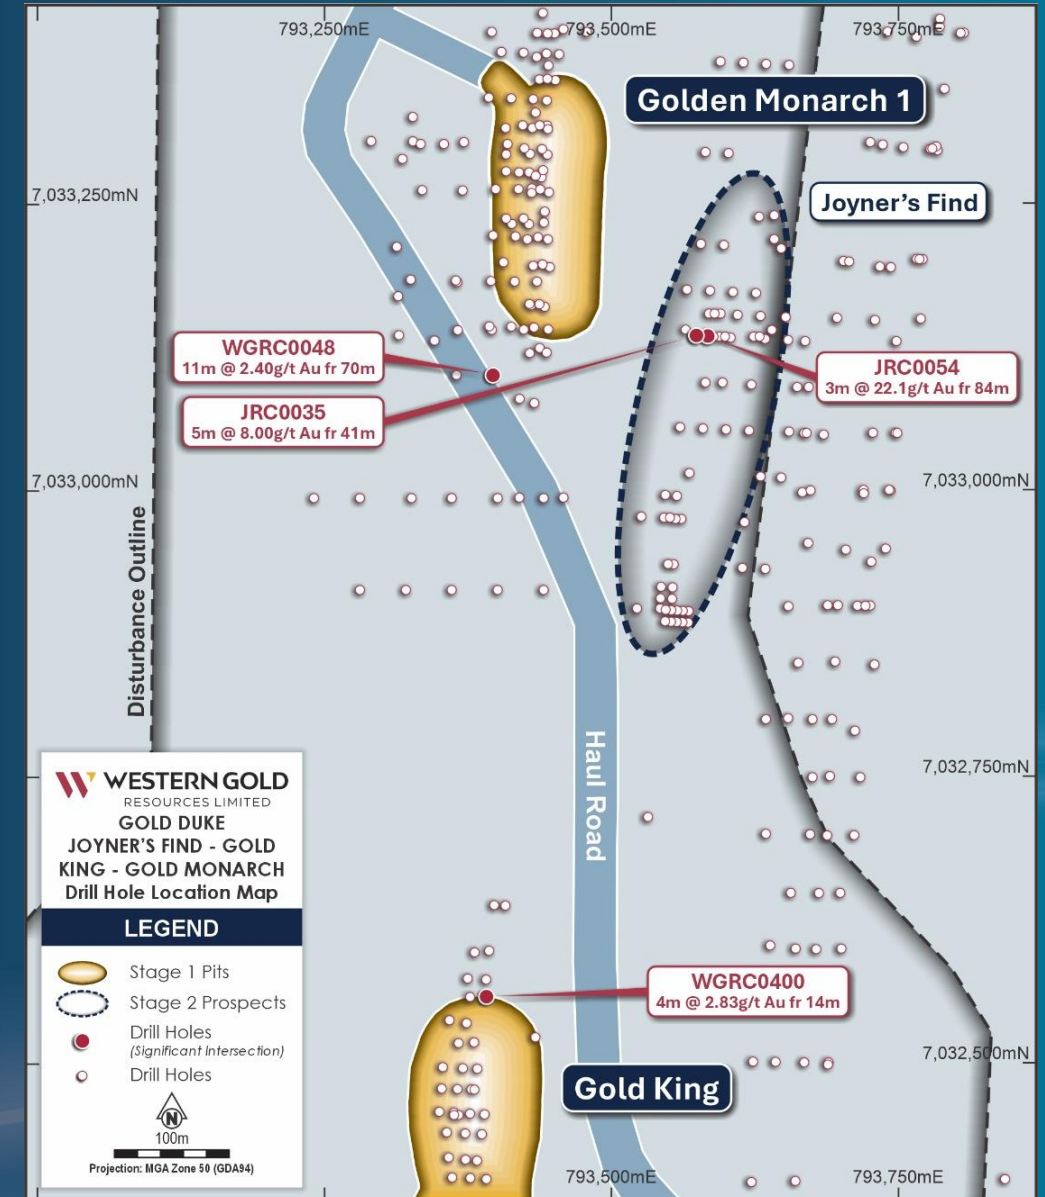 793,250mE
793,500mE
793,750mE
Golden Monarch 1
7,033,250mN
Joyner's Find
WGRC0048
11m @ 2.40g/t Au fr 70m
JRC0054
3m @ 22.1g/t Au fr 84m
JRC0035
5m @ 8.00g/t Au fr 41m
7,033,000mN
7,033,000mN
Disturbance Outline
Haul Road
7,032,750mN
WESTERN GOLD
RESOURCES LIMITED
GOLD DUKE
JOYNER'S FIND - GOLD
KING - GOLD MONARCH
Drill Hole Location Map
LEGEND
Stage 1 Pits
Stage 2 Prospects
Drill Holes
(Significant Intersection)
Drill Holes
N
100m
Projection: MGA Zone 50 (GDA94)
WGRC0400
4m @ 2.83g/t Au fr 14m
7,032,500mN
Gold King
793,500mE
793,750mE